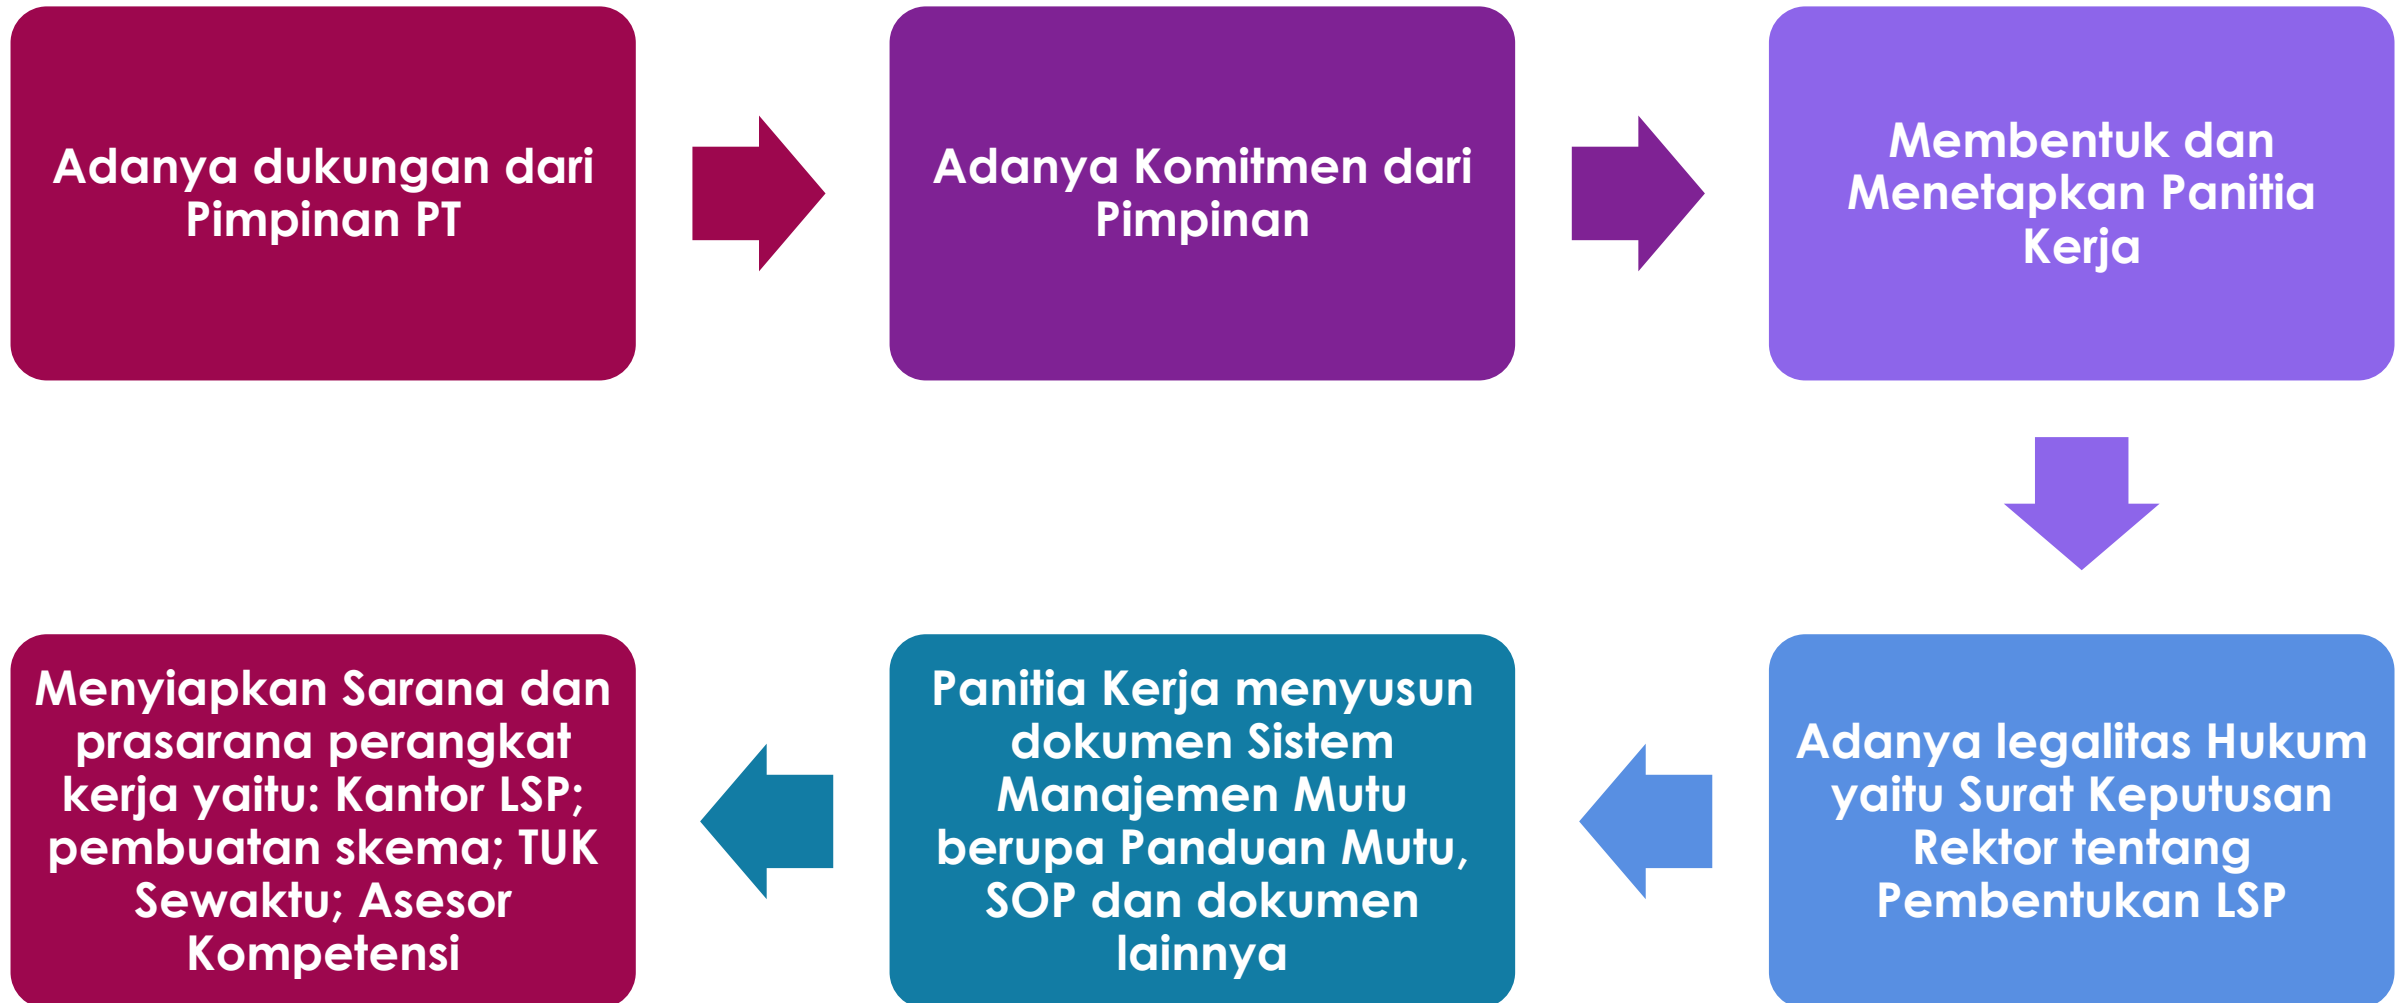 Adanya dukungan dari
Pimpinan PT
Adanya Komitmen dari
Pimpinan
Membentuk dan
Menetapkan Panitia
Kerja
Adanya legalitas Hukum
yaitu Surat Keputusan
Rektor tentang
Pembentukan LSP
Panitia Kerja menyusun
dokumen Sistem
Manajemen Mutu
berupa Panduan Mutu,
SOP dan dokumen
lainnya
Menyiapkan Sarana dan
prasarana perangkat
kerja yaitu: Kantor LSP;
pembuatan skema; TUK
Sewaktu; Asesor
Kompetensi